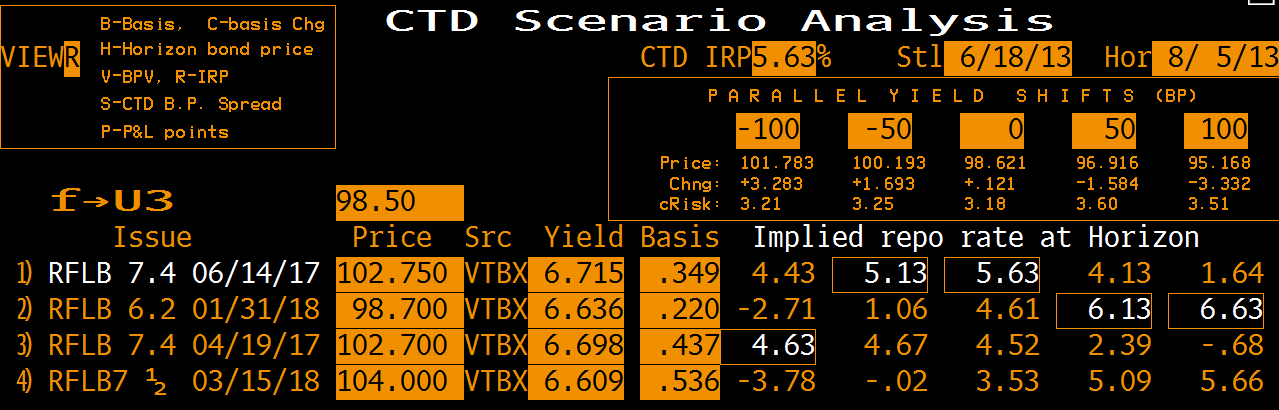 CTD Scenario Analysis
VIEW R
B-Basis, C-basis Chg
H-Horizon bond price
V-BPV, R-IRP
S-CTD B.P. Spread
P-P&L points
CTD IRP 5.63% Stl 6/18/13 Hor 8/ 5/13
PARALLEL YIELD SHIFTS (BP)
-100 -50 0 50 100
Price: 101.783 100.193 98.621 96.916 95.168
Chng: +3.283 +1.693 +.121 -1.584 -3.332
cRisk: 3.21 3.25 3.18 3.60 3.51
f→U3 98.50
Issue Price Src Yield Basis Implied repo rate at Horizon
1) RFLB 7.4 06/14/17 102.750 VTBX 6.715 .349 4.43 5.13 5.63 4.13 1.64
2) RFLB 6.2 01/31/18 98.700 VTBX 6.636 .220 -2.71 1.06 4.61 6.13 6.63
3) RFLB 7.4 04/19/17 102.700 VTBX 6.698 .437 4.63 4.67 4.52 2.39 -.68
4) RFLB7 ½ 03/15/18 104.000 VTBX 6.609 .536 -3.78 -.02 3.53 5.09 5.66